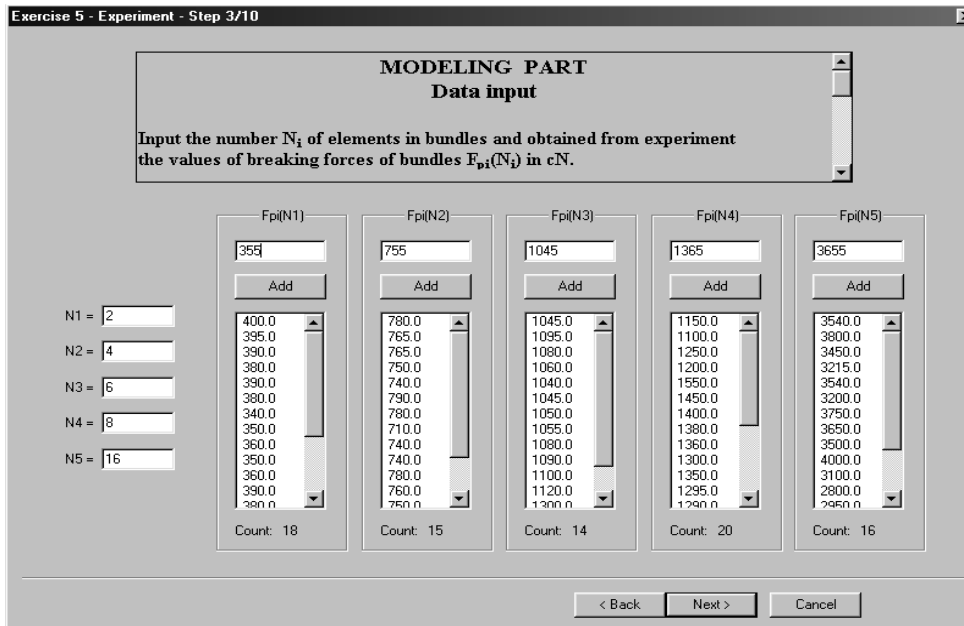 Exercise 5 - Experiment - Step 3/10
MODELING PART
Data input
Input the number Ni of elements in bundles and obtained from experiment
the values of breaking forces of bundles Fpi(Ni) in cN.
N1 = 2
N2 = 4
N3 = 6
N4 = 8
N5 = 16
Fpi(N1)
355
Add
400.0
395.0
390.0
380.0
390.0
380.0
340.0
350.0
360.0
350.0
360.0
390.0
380.0
Count: 18
Fpi(N2)
755
Add
780.0
765.0
765.0
750.0
740.0
790.0
780.0
710.0
740.0
740.0
780.0
760.0
750.0
Count: 15
Fpi(N3)
1045
Add
1045.0
1095.0
1080.0
1060.0
1040.0
1045.0
1050.0
1055.0
1080.0
1090.0
1100.0
1120.0
1300.0
Count: 14
Fpi(N4)
1365
Add
1150.0
1100.0
1250.0
1200.0
1550.0
1450.0
1400.0
1380.0
1360.0
1300.0
1350.0
1295.0
1290.0
Count: 20
Fpi(N5)
3655
Add
3540.0
3800.0
3450.0
3215.0
3540.0
3200.0
3750.0
3650.0
3500.0
4000.0
3100.0
2800.0
2950.0
Count: 16
< Back
Next >
Cancel